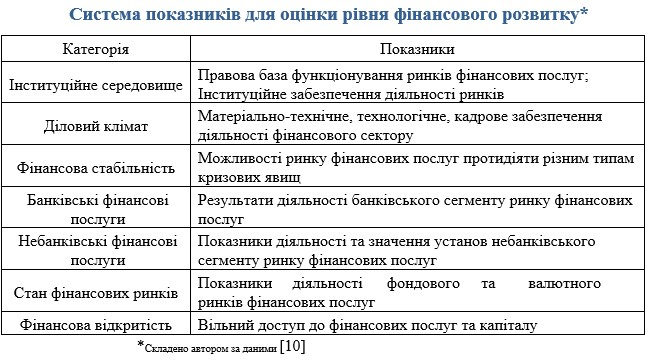 Система показників для оцінки рівня фінансового розвитку*
Категорія Показники
Інституційне середовище Правова база функціонування ринків фінансових послуг;
Інституційне забезпечення діяльності ринків
Діловий клімат Матеріально-технічне, технологічне, кадрове забезпечення
діяльності фінансового сектору
Фінансова стабільність Можливості ринку фінансових послуг протидіяти різним типам
кризових явищ
Банківські фінансові
послуги
Результати діяльності банківського сегменту ринку фінансових
послуг
Небанківські фінансові
послуги
Показники діяльності та значення установ небанківського
сегменту ринку фінансових послуг
Стан фінансових ринків Показники діяльності фондового та валютного
ринків фінансових послуг
Фінансова відкритість Вільний доступ до фінансових послуг та капіталу
*Складено автором за даними [10]